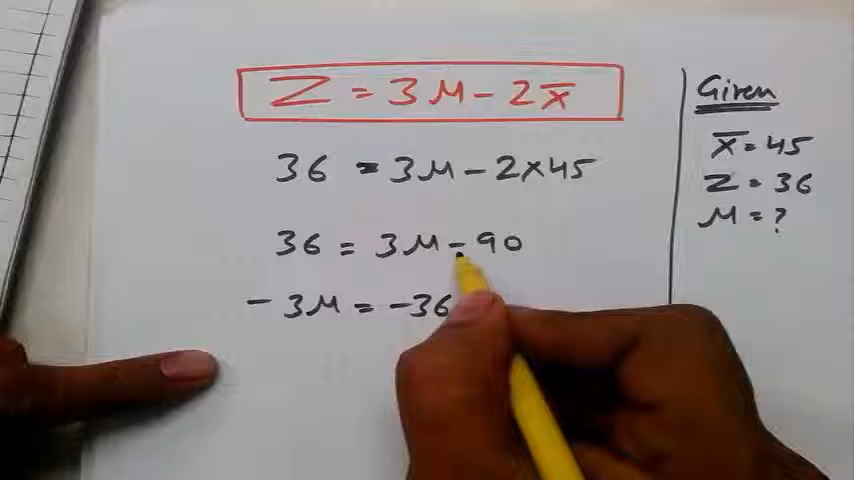 Z = 3M - 2x̅
36 = 3M - 2x45
36 = 3M - 90
- 3M = - 36
Given
x̅ = 45
Z = 36
M = ?